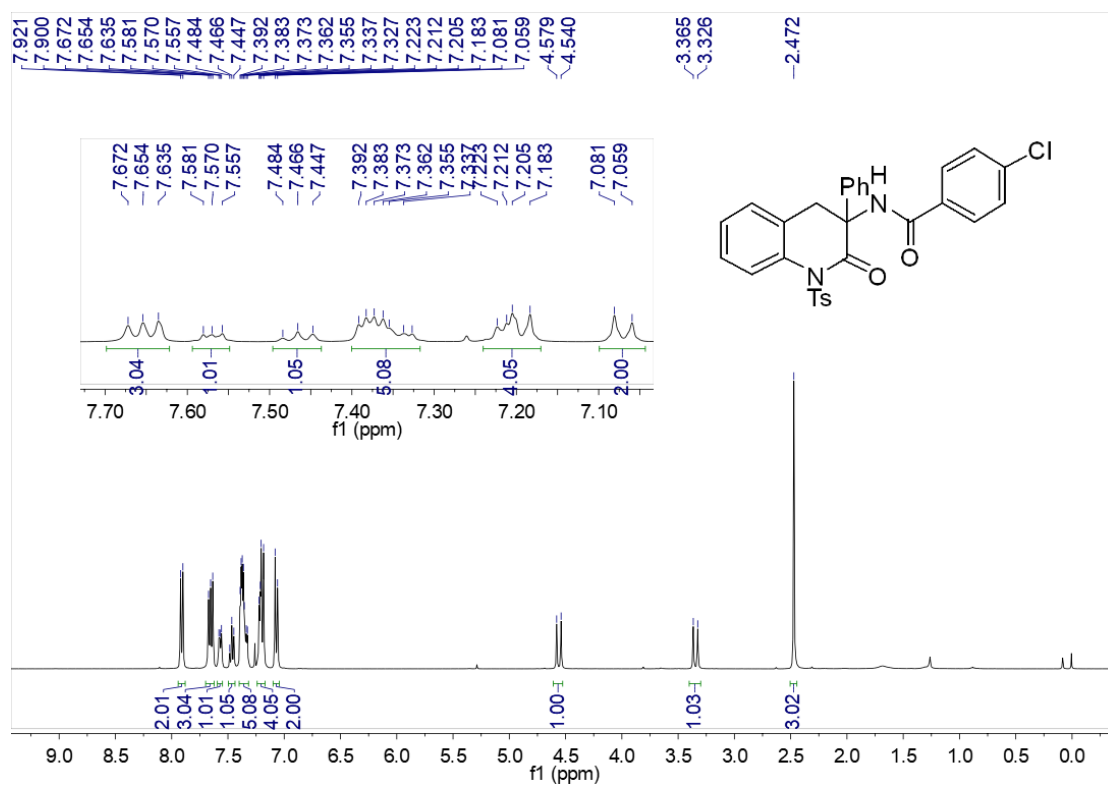 7.921 7.900 7.672 7.654 7.635 7.581 7.570 7.557 7.484 7.466 7.447 7.392 7.383 7.373 7.362 7.355 7.337 7.327 7.223 7.212 7.205 7.183 7.081 7.059 4.579 4.540 3.365 3.326 2.472
7.672 7.654 7.635 7.581 7.570 7.557 7.484 7.466 7.447 7.392 7.383 7.373 7.362 7.355 7.337 7.223 7.212 7.205 7.183 7.081 7.059
Cl
H
Ph
N
O
N
O
Ts
3.04 1.01 1.05 5.08 4.05 2.00
7.70 7.60 7.50 7.40 7.30 7.20 7.10
f1 (ppm)
2.01 3.04 1.01 1.05 5.08 4.05 2.00 1.00 1.03 3.02
9.0 8.5 8.0 7.5 7.0 6.5 6.0 5.5 5.0 4.5 4.0 3.5 3.0 2.5 2.0 1.5 1.0 0.5 0.0
f1 (ppm)